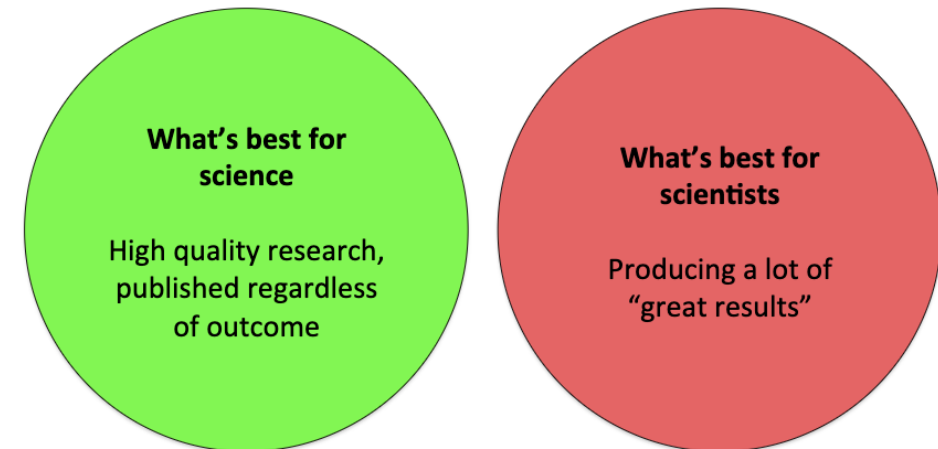 What’s best for
science
High quality research,
published regardless
of outcome
What’s best for
scientists
Producing a lot of
“great results”